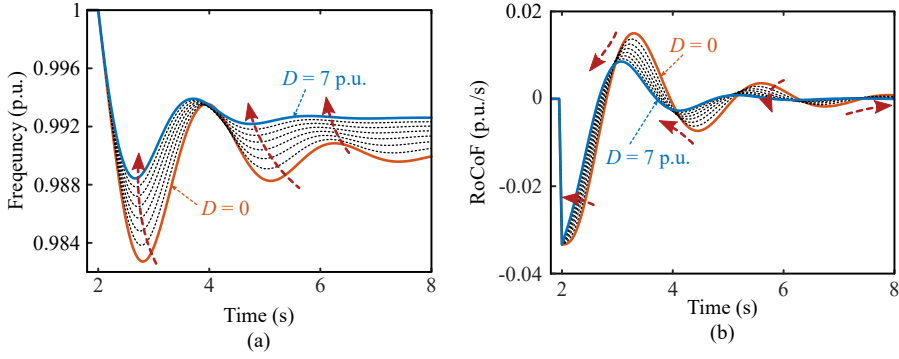 1
0.996
0.992
0.988
0.984
Freqeuncy (p.u.)
D = 7 p.u.
D = 0
2
4
6
8
Time (s)
(a)
0.02
0
-0.02
-0.04
RoCoF (p.u./s)
D = 0
D = 7 p.u.
2
4
6
8
Time (s)
(b)